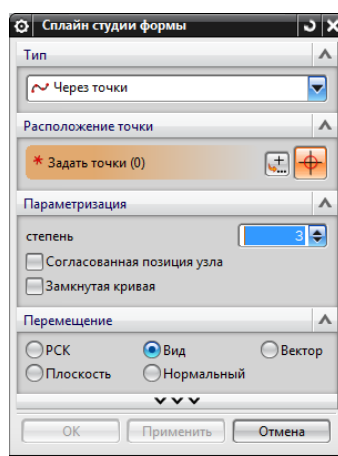 Сплайн студии формы
Тип
Через точки
Расположение точки
* Задать точки (0)
Параметризация
степень 3
Согласованная позиция узла
Замкнутая кривая
Перемещение
РСК Вид Вектор
Плоскость Нормальный
ОК Применить Отмена